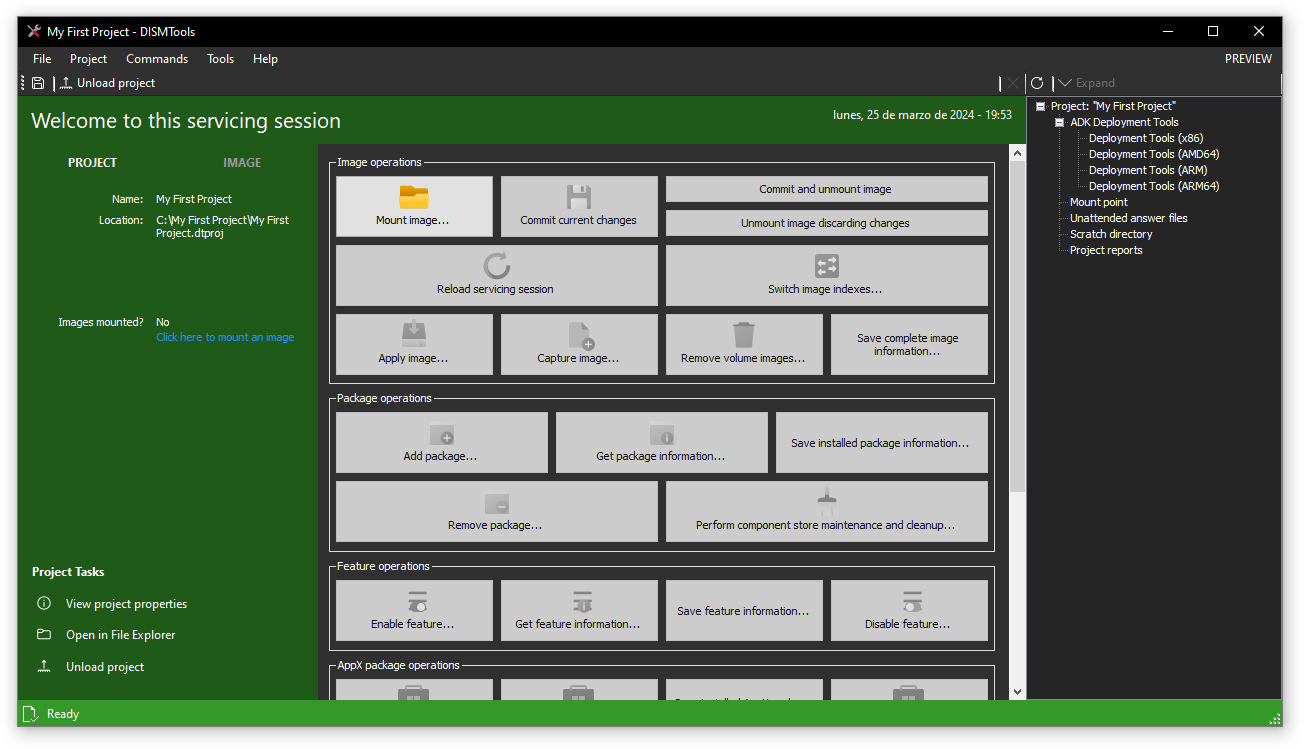 My First Project - DISMTools
File Project Commands Tools Help PREVIEW
Unload project
Expand
Welcome to this servicing session
lunes, 25 de marzo de 2024 - 19:53
PROJECT IMAGE
Name: My First Project
Location: C:\My First Project\My First
Project.dtproj
Images mounted? No
Click here to mount an image
Project Tasks
View project properties
Open in File Explorer
Unload project
Image operations
Mount image...
Commit current changes
Commit and unmount image
Unmount image discarding changes
Reload servicing session
Switch image indexes...
Apply image...
Capture image...
Remove volume images...
Save complete image
information...
Package operations
Add package...
Get package information...
Save installed package information...
Remove package...
Perform component store maintenance and cleanup...
Feature operations
Enable feature...
Get feature information...
Save feature information...
Disable feature...
AppX package operations
Project: "My First Project"
ADK Deployment Tools
Deployment Tools (x86)
Deployment Tools (AMD64)
Deployment Tools (ARM)
Deployment Tools (ARM64)
Mount point
Unattended answer files
Scratch directory
Project reports
Ready